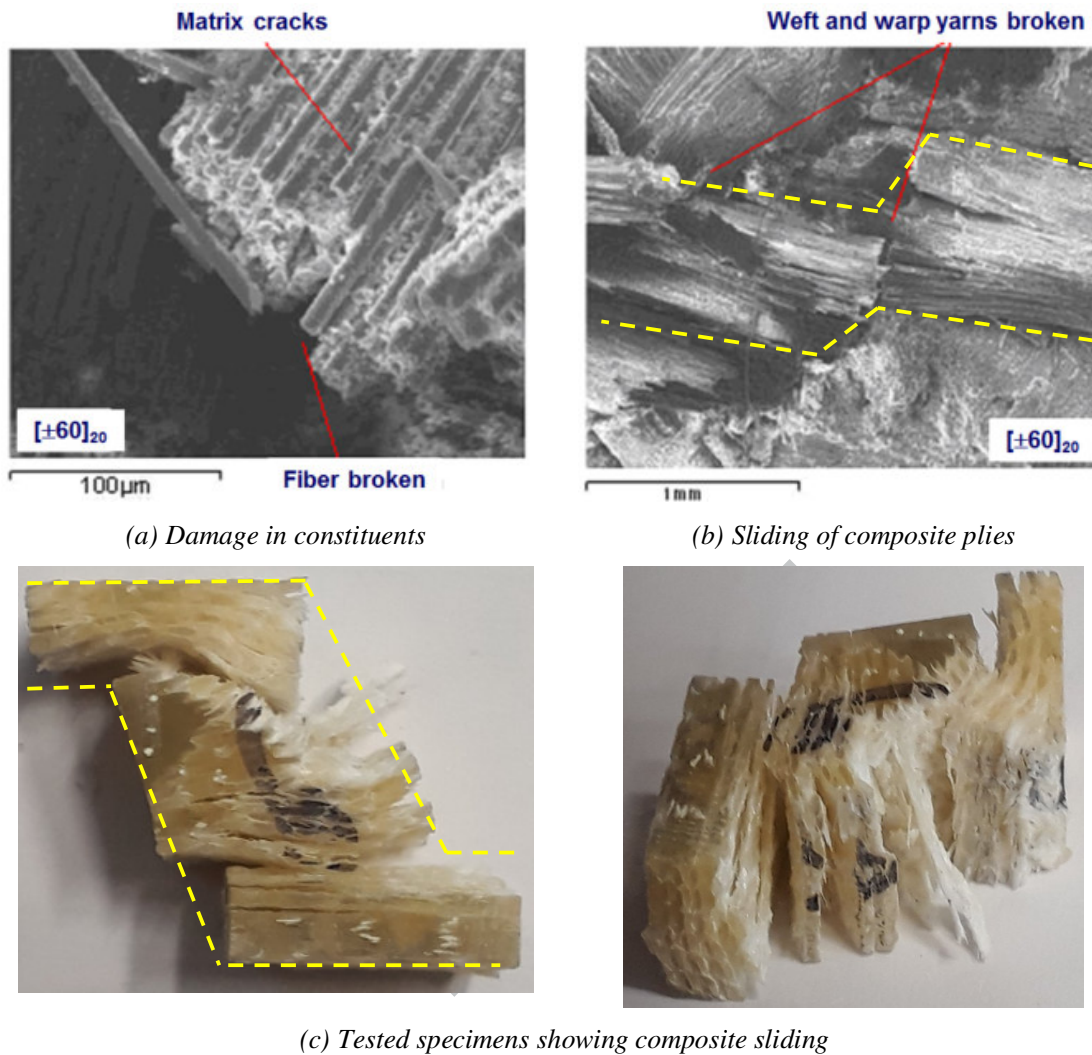 Matrix cracks
Weft and warp yarns broken
[±60]20
100µm
Fiber broken
[±60]20
1mm
(a) Damage in constituents
(b) Sliding of composite plies
(c) Tested specimens showing composite sliding